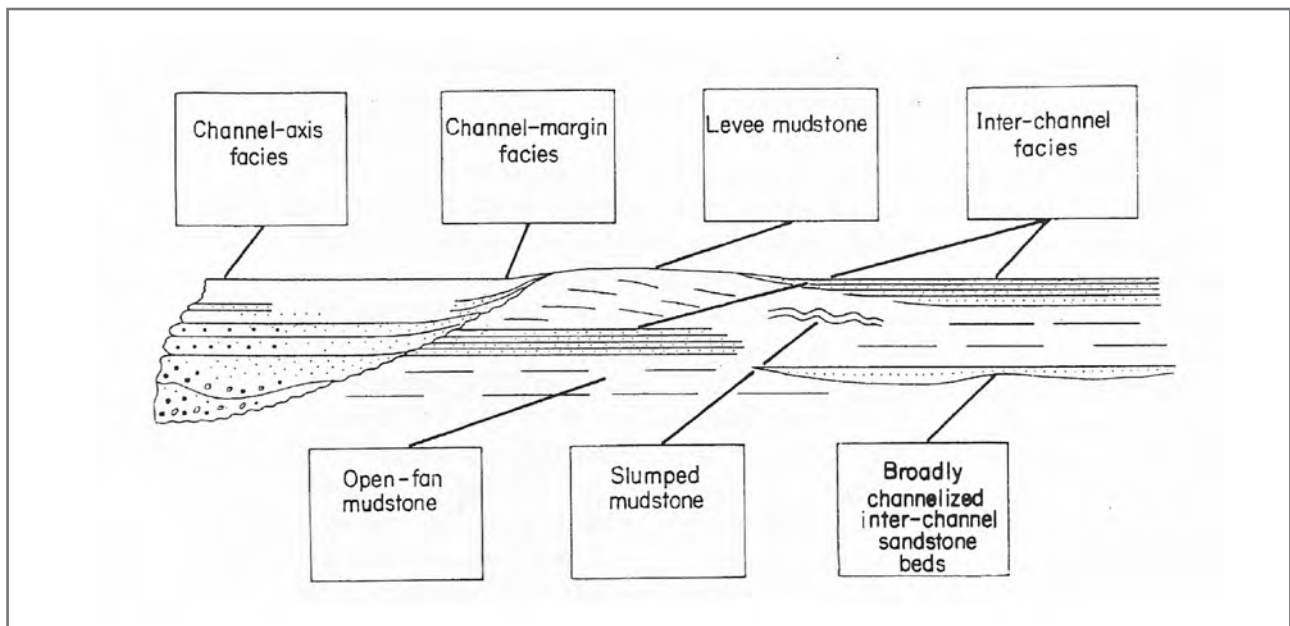 Channel-axis
facies
Channel-margin
facies
Levee mudstone
Inter-channel
facies
Open-fan
mudstone
Slumped
mudstone
Broadly
channelized
inter-channel
sandstone
beds